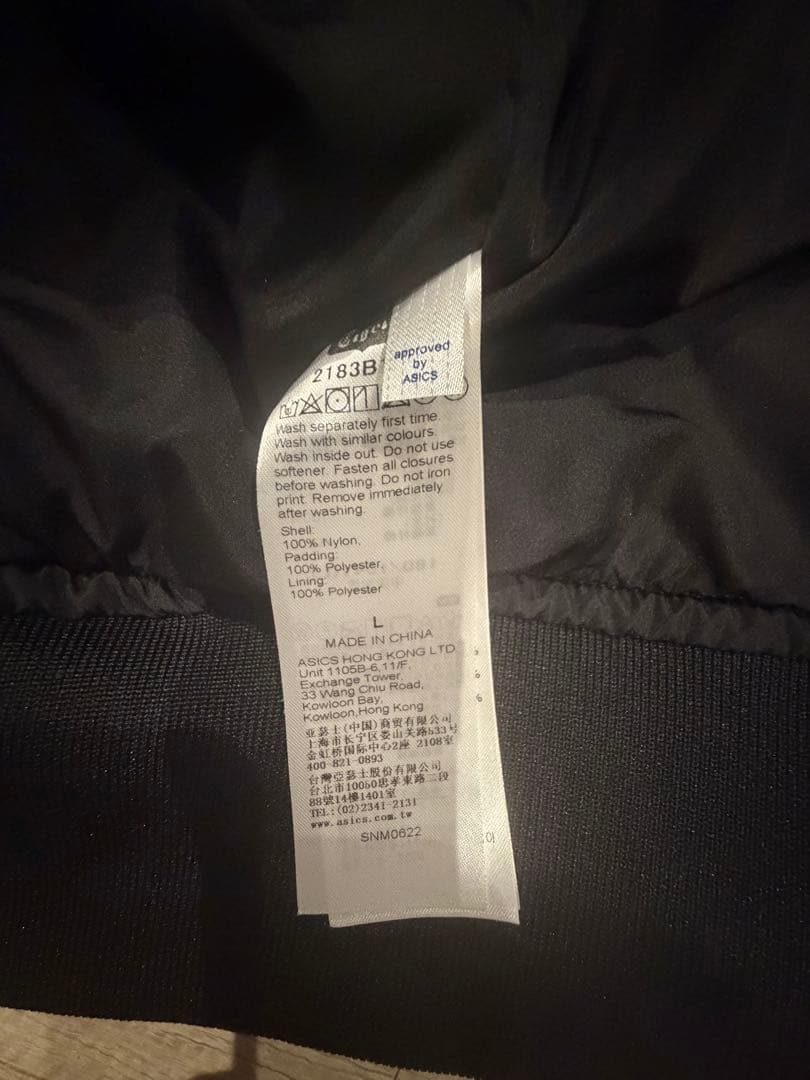 2183B
approved
by
ASICS
Wash separately first time.
Wash with similar colours.
Wash inside out. Do not use
softener. Fasten all closures
before washing. Do not iron
print. Remove immediately
after washing.
Shell:
100% Nylon,
Padding:
100% Polyester,
Lining:
100% Polyester
L
MADE IN CHINA
ASICS HONG KONG LTD
Unit 1105B-6,11/F,
Exchange Tower,
33 Wang Chiu Road,
Kowloon Bay,
Kowloon,Hong Kong
亚瑟士(中国)商贸有限公司
上海市长宁区娄山关路533号
金虹桥国际中心2座 2108室
400-821-0893
台灣亞瑟士股份有限公司
台北市10050忠孝東路二段
88號14樓1401室
TEL:(02)2341-2131
www.asics.com.tw
SNM0622